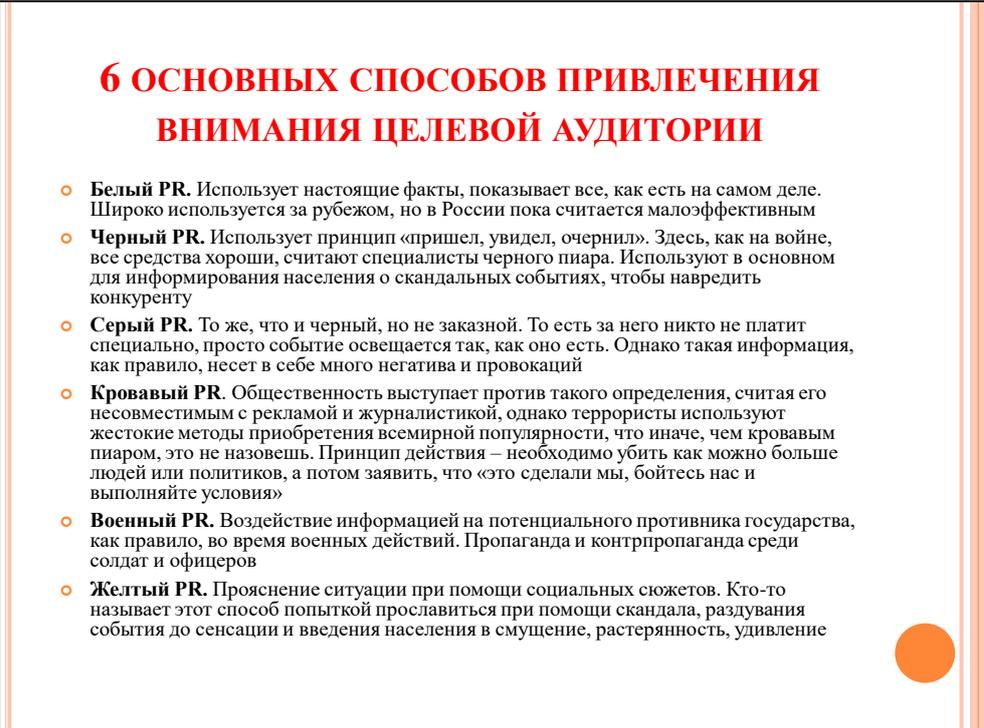 6 ОСНОВНЫХ СПОСОБОВ ПРИВЛЕЧЕНИЯ
ВНИМАНИЯ ЦЕЛЕВОЙ АУДИТОРИИ
Белый PR. Использует настоящие факты, показывает все, как есть на самом деле.
Широко используется за рубежом, но в России пока считается малоэффективным
Черный PR. Использует принцип «пришел, увидел, очернил». Здесь, как на войне,
все средства хороши, считают специалисты черного пиара. Используют в основном
для информирования населения о скандальных событиях, чтобы навредить
конкуренту
Серый PR. То же, что и черный, но не заказной. То есть за него никто не платит
специально, просто событие освещается так, как оно есть. Однако такая информация,
как правило, несет в себе много негатива и провокаций
Кровавый PR. Общественность выступает против такого определения, считая его
несовместимым с рекламой и журналистикой, однако террористы используют
жестокие методы приобретения всемирной популярности, что иначе, чем кровавым
пиаром, это не назовешь. Принцип действия – необходимо убить как можно больше
людей или политиков, а потом заявить, что «это сделали мы, бойтесь нас и
выполняйте условия»
Военный PR. Воздействие информацией на потенциального противника государства,
как правило, во время военных действий. Пропаганда и контрпропаганда среди
солдат и офицеров
Желтый PR. Прояснение ситуации при помощи социальных сюжетов. Кто-то
называет этот способ попыткой прославиться при помощи скандала, раздувания
события до сенсации и введения населения в смущение, растерянность, удивление